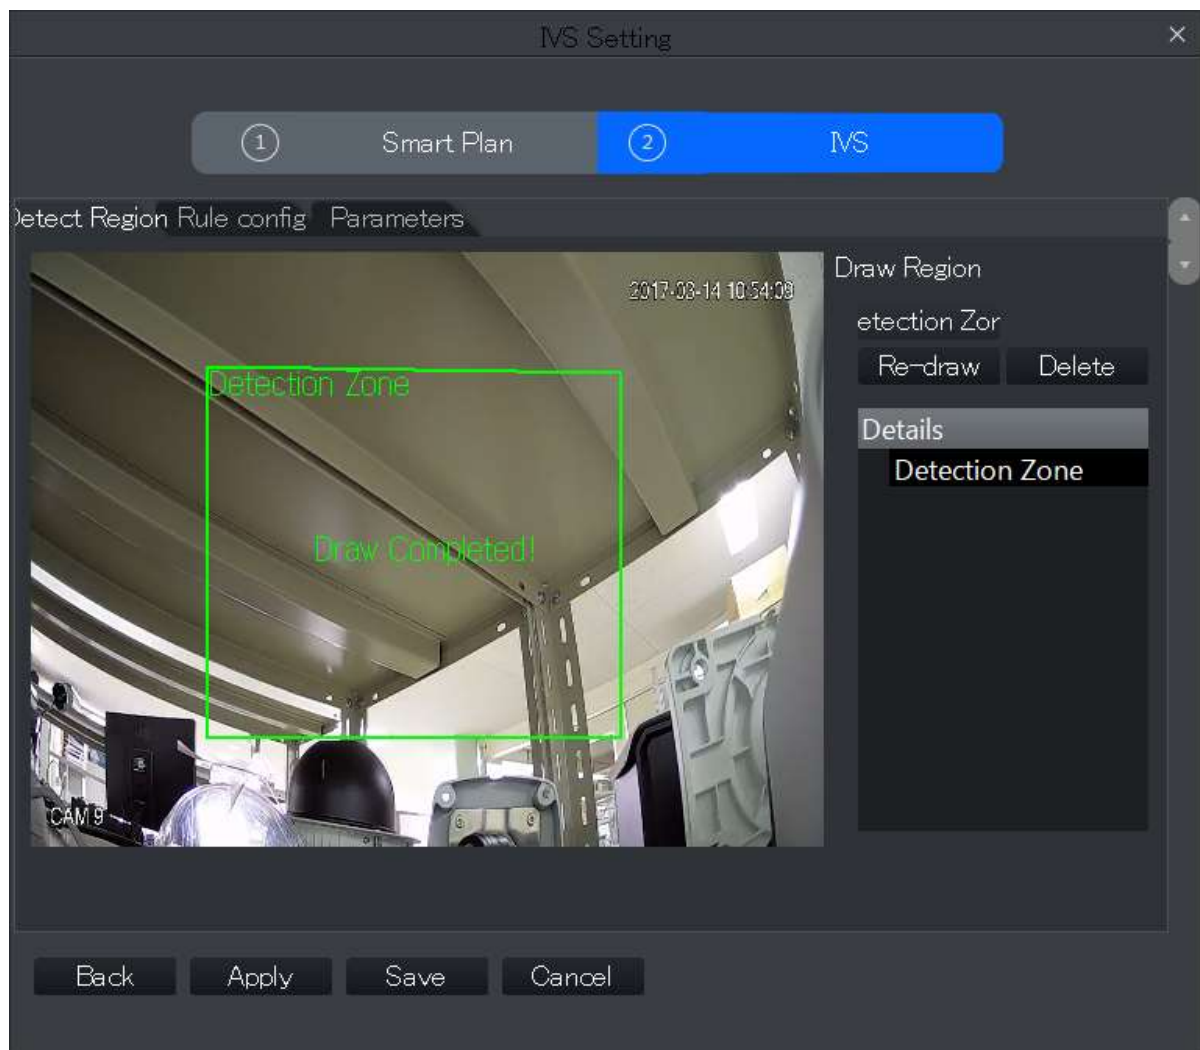 IVS Setting
×
1 Smart Plan 2 IVS
etect Region Rule config Parameters
2017-03-14 10:54:09
Draw Region
etection Zor
Re-draw Delete
Detection Zone
Details
Detection Zone
Draw Completed!
CAM 9
Back Apply Save Cancel